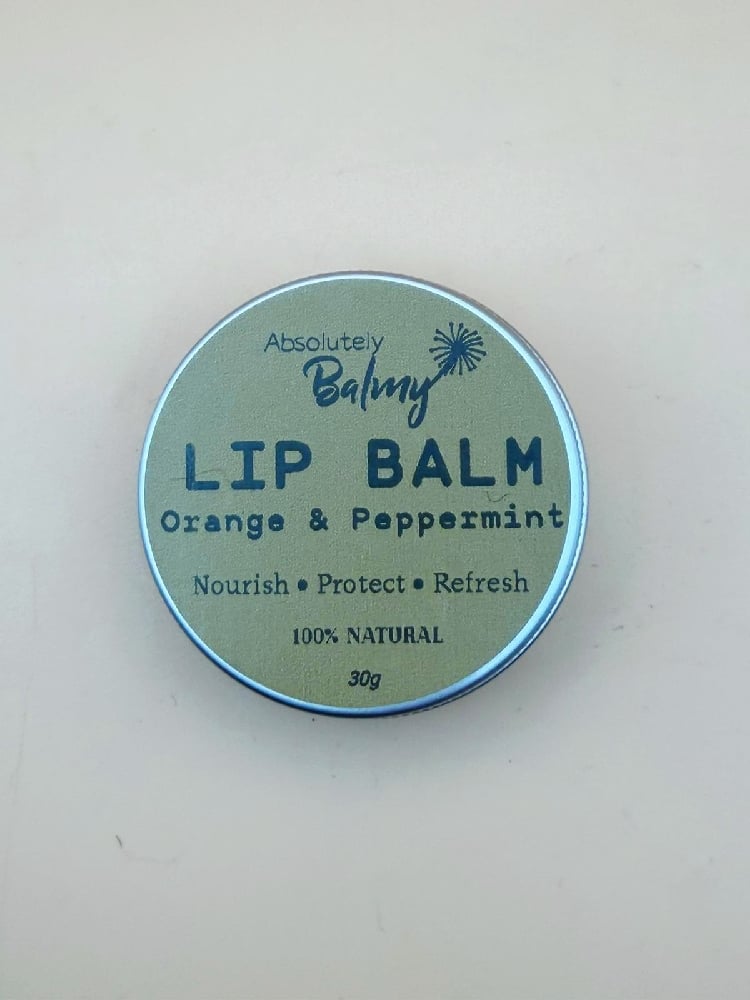 Absolutely
Balmy
LIP BALM
Orange & Peppermint
Nourish • Protect • Refresh
100% NATURAL
30g